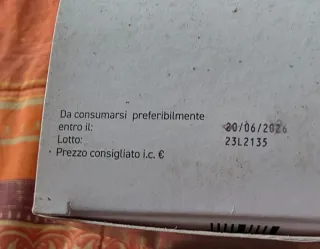 Da consumarsi preferibilmente
entro il: 20/06/2026
Lotto: 23L2135
Prezzo consigliato i.c. €